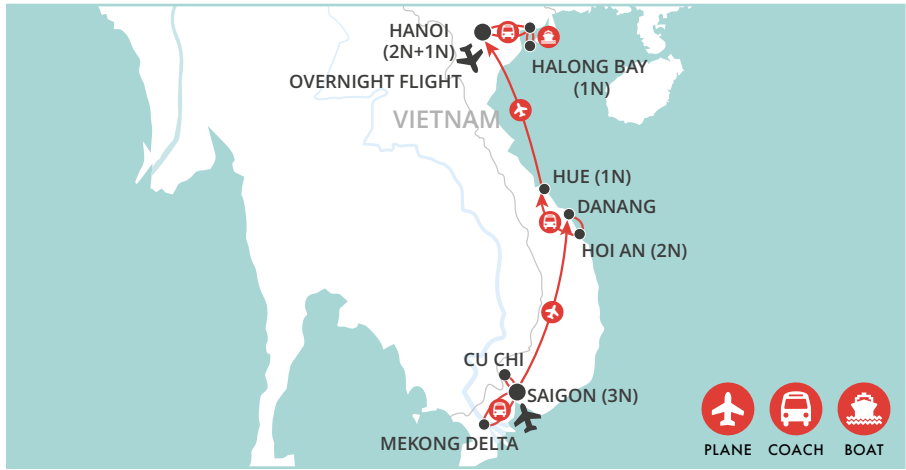 HANOI
(2N+1N)
OVERNIGHT FLIGHT
HALONG BAY
(1N)
VIETNAM
HUE (1N)
DANANG
HOI AN (2N)
CU CHI
SAIGON (3N)
MEKONG DELTA
PLANE COACH BOAT